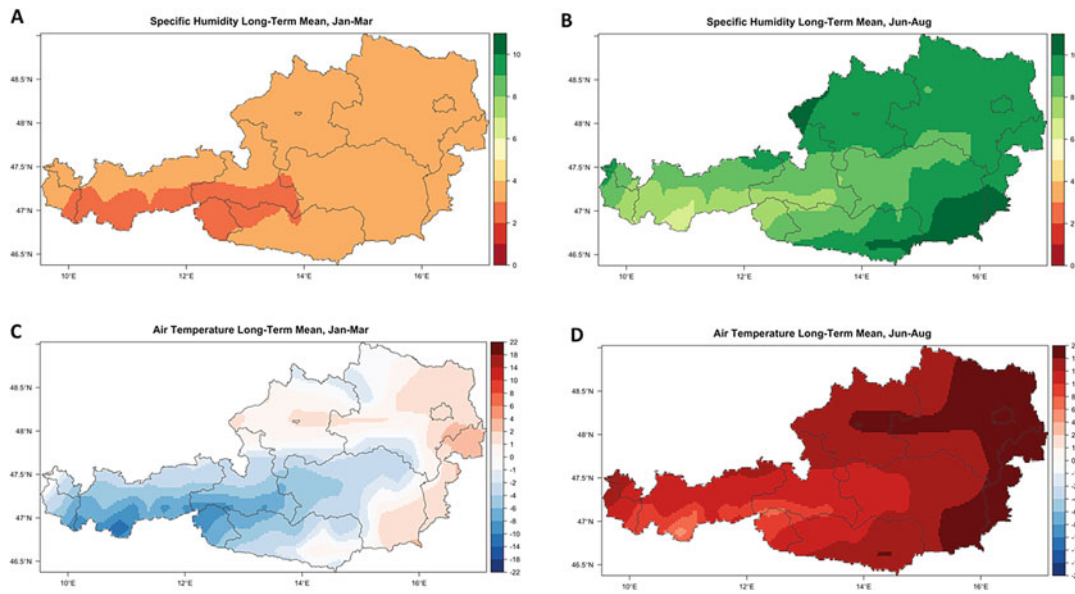 A
Specific Humidity Long-Term Mean, Jan-Mar
48.5°N
48°N
47.5°N
47°N
46.5°N
10°E
12°E
14°E
16°E
10
8
6
4
2
0
B
Specific Humidity Long-Term Mean, Jun-Aug
48.5°N
48°N
47.5°N
47°N
46.5°N
10°E
12°E
14°E
16°E
8
6
4
2
0
C
Air Temperature Long-Term Mean, Jan-Mar
48.5°N
48°N
47.5°N
47°N
46.5°N
10°E
12°E
14°E
16°E
22
18
14
10
8
6
4
2
1
0
-1
-2
-4
-6
-8
-10
-14
-18
-22
D
Air Temperature Long-Term Mean, Jun-Aug
48.5°N
48°N
47.5°N
47°N
46.5°N
10°E
12°E
14°E
16°E